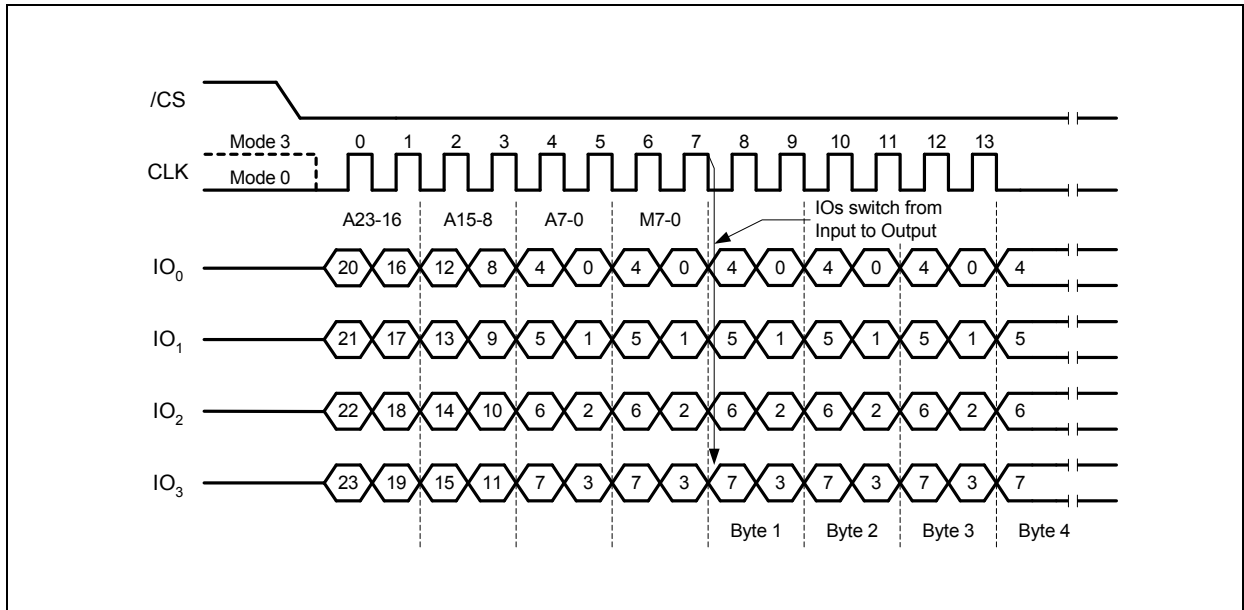 /CS
Mode 3
0 1 2 3 4 5 6 7 8 9 10 11 12 13
CLK
Mode 0
A23-16 A15-8 A7-0 M7-0
IOs switch from
Input to Output
IO0 20 16 12 8 4 0 4 0 4 0 4 0 4 0 4
IO1 21 17 13 9 5 1 5 1 5 1 5 1 5 1 5
IO2 22 18 14 10 6 2 6 2 6 2 6 2 6 2 6
IO3 23 19 15 11 7 3 7 3 7 3 7 3 7 3 7
Byte 1 Byte 2 Byte 3 Byte 4